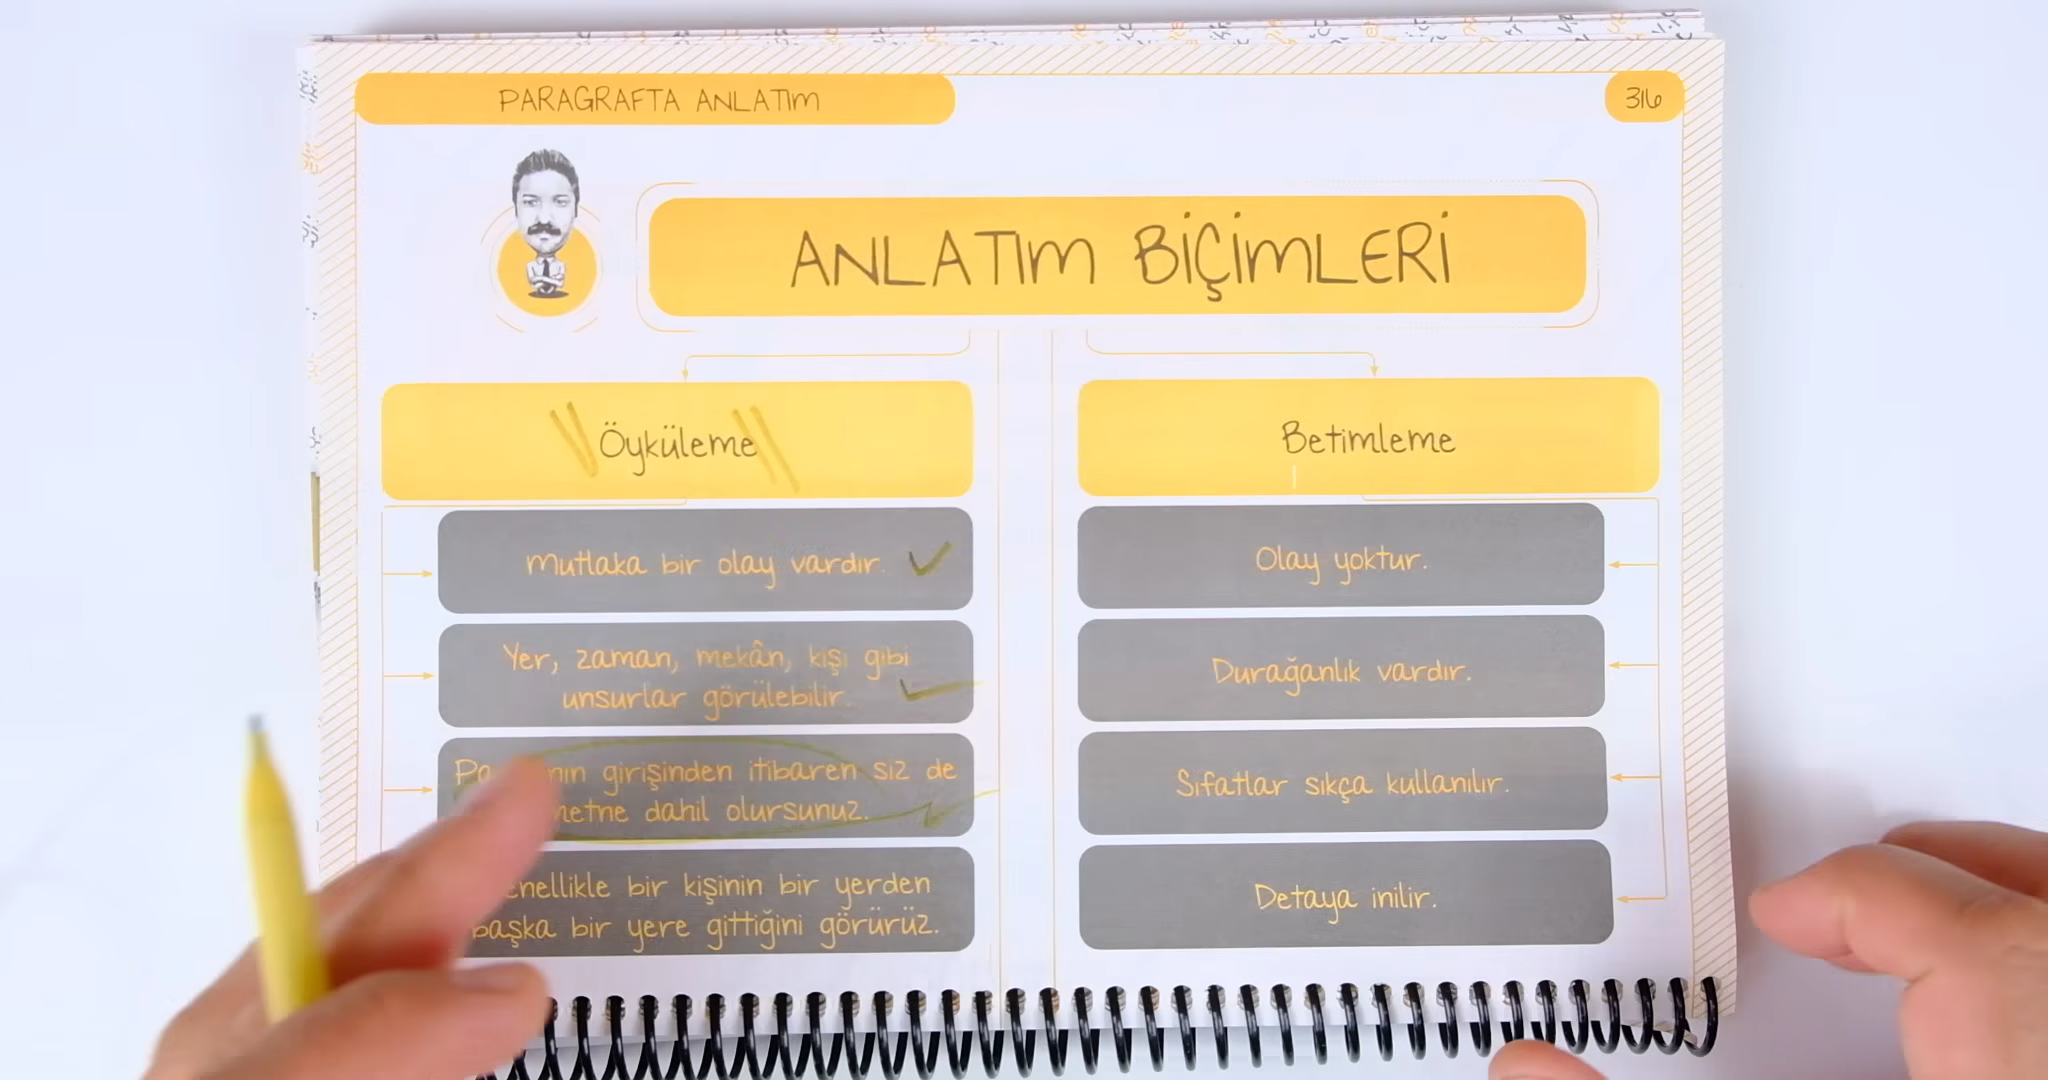 PARAGRAFTA ANLATIM
316
ANLATIM BİÇİMLERİ
Öyküleme
Mutlaka bir olay vardır.
Yer, zaman, mekân, kişi gibi
unsurlar görülebilir.
girişinden itibaren siz de
metne dahil olursunuz.
bir kişinin bir yerden
başka bir yere gittiğini görürüz.
Betimleme
Olay yoktur.
Durağanlık vardır.
Sıfatlar sıkça kullanılır.
Detaya inilir.